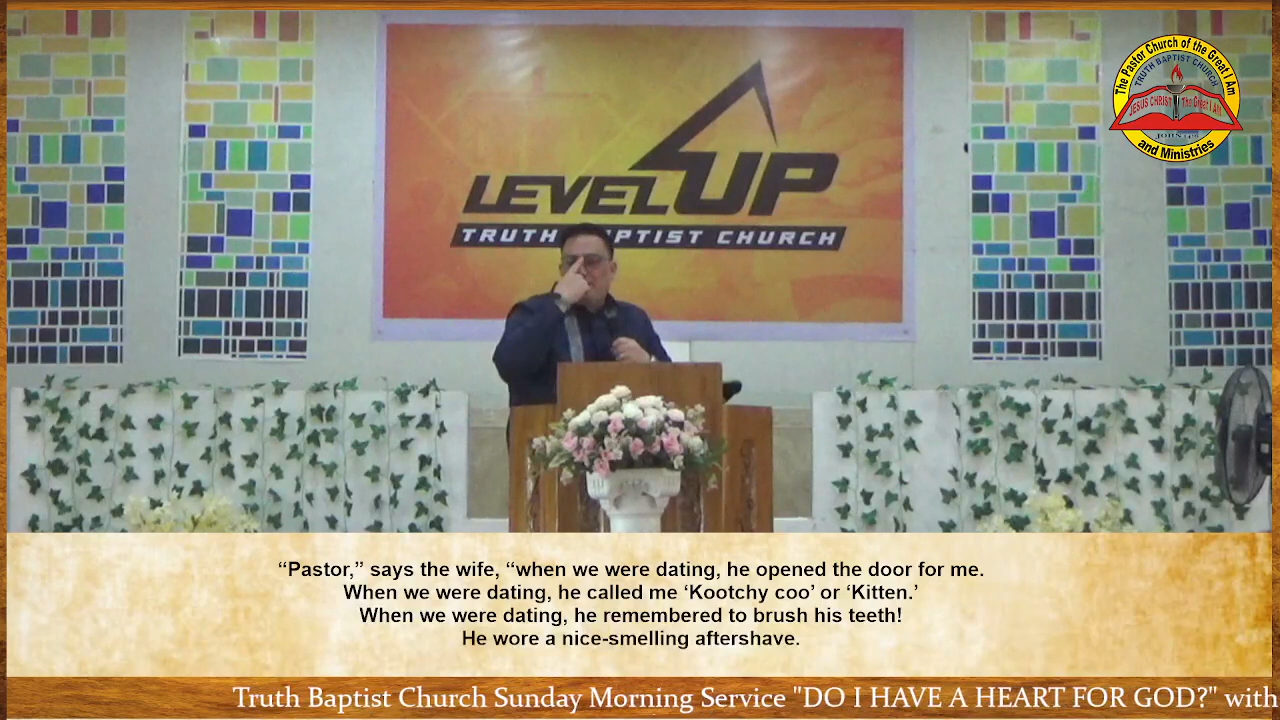 LEVEL UP
TRUTH BAPTIST CHURCH
The Pastor Church of the Great I Am
TRUTH BAPTIST CHURCH
JESUS CHRIST The Great I Am
and Ministries
“Pastor,” says the wife, “when we were dating, he opened the door for me.
When we were dating, he called me ‘Kootchy coo’ or ‘Kitten.’
When we were dating, he remembered to brush his teeth!
He wore a nice-smelling aftershave.
Truth Baptist Church Sunday Morning Service "DO I HAVE A HEART FOR GOD?" with